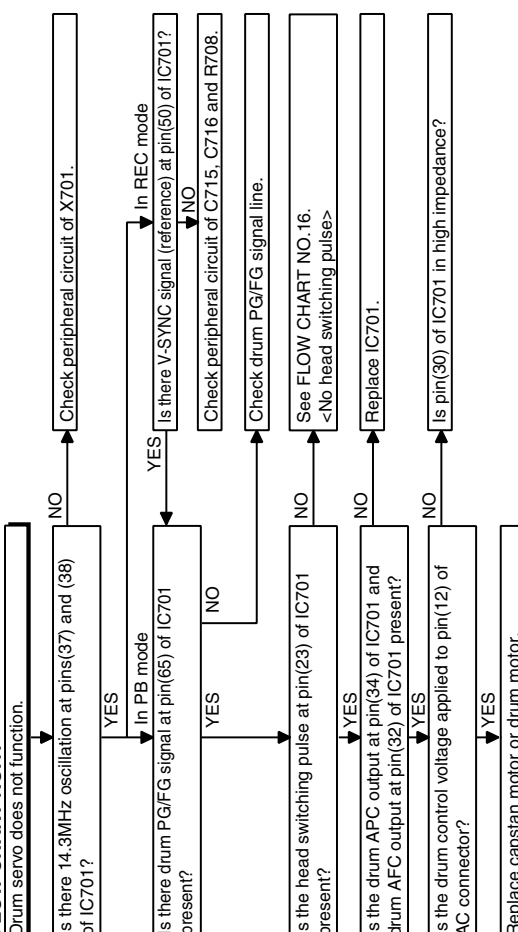 Drum servo does not function.
s there 14.3MHz oscillation at pins(37) and (38)
of IC701?
NO
Check peripheral circuit of X701.
YES
In PB mode
In REC mode
Is there V-SYNC signal (reference) at pin(50) of IC701?
YES
NO
Check peripheral circuit of C715, C716 and R708.
Is there drum PG/FG signal at pin(65) of IC701
present?
NO
Check drum PG/FG signal line.
YES
s the head switching pulse at pin(23) of IC701
present?
NO
See FLOW CHART NO.16.
<No head switching pulse>
YES
s the drum APC output at pin(34) of IC701 and
drum AFC output at pin(32) of IC701 present?
NO
Replace IC701.
YES
s the drum control voltage applied to pin(12) of
AC connector?
NO
Is pin(30) of IC701 in high impedance?
YES
Replace capstan motor or drum motor.